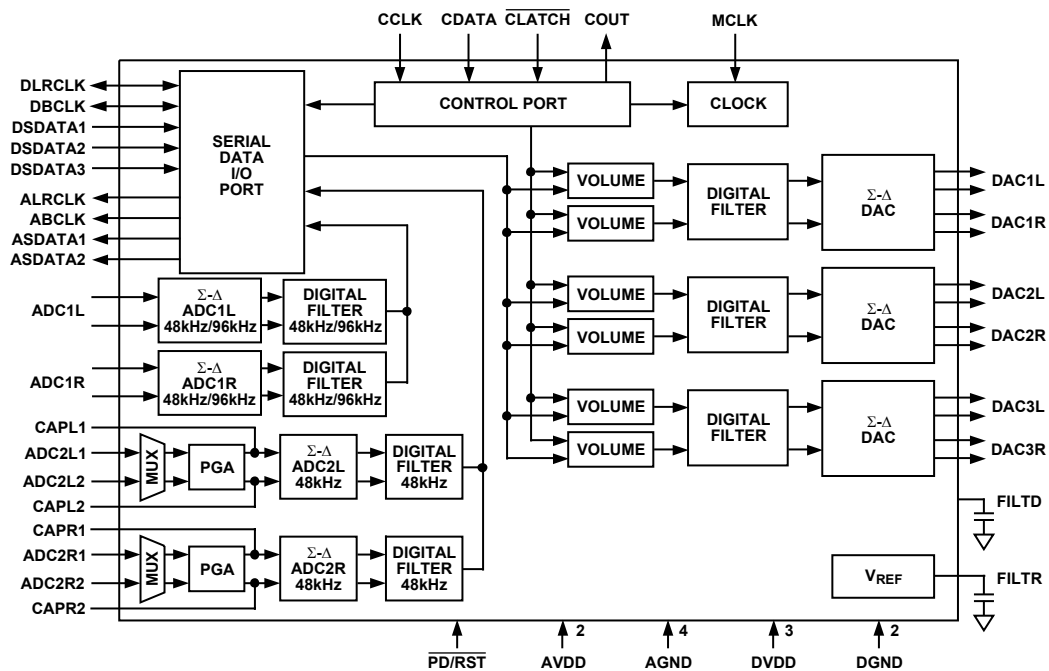 CCLK CDATA CLATCH COUT MCLK
DLRCLK
DBCLK
DSDATA1
DSDATA2
DSDATA3
ALRCLK
ABCLK
ASDATA1
ASDATA2
SERIAL
DATA
I/O
PORT
CONTROL PORT
CLOCK
VOLUME
VOLUME
DIGITAL
FILTER
Σ-Δ
DAC
DAC1L
DAC1R
VOLUME
VOLUME
DIGITAL
FILTER
Σ-Δ
DAC
DAC2L
DAC2R
VOLUME
VOLUME
DIGITAL
FILTER
Σ-Δ
DAC
DAC3L
DAC3R
ADC1L
Σ-Δ
ADC1L
48kHz/96kHz
DIGITAL
FILTER
48kHz/96kHz
ADC1R
Σ-Δ
ADC1R
48kHz/96kHz
DIGITAL
FILTER
48kHz/96kHz
CAPL1
ADC2L1
ADC2L2
CAPL2
MUX
PGA
Σ-Δ
ADC2L
48kHz
DIGITAL
FILTER
48kHz
CAPR1
ADC2R1
ADC2R2
CAPR2
MUX
PGA
Σ-Δ
ADC2R
48kHz
DIGITAL
FILTER
48kHz
FILTD
VREF
FILTR
2 4 3 2
PD/RST AVDD AGND DVDD DGND